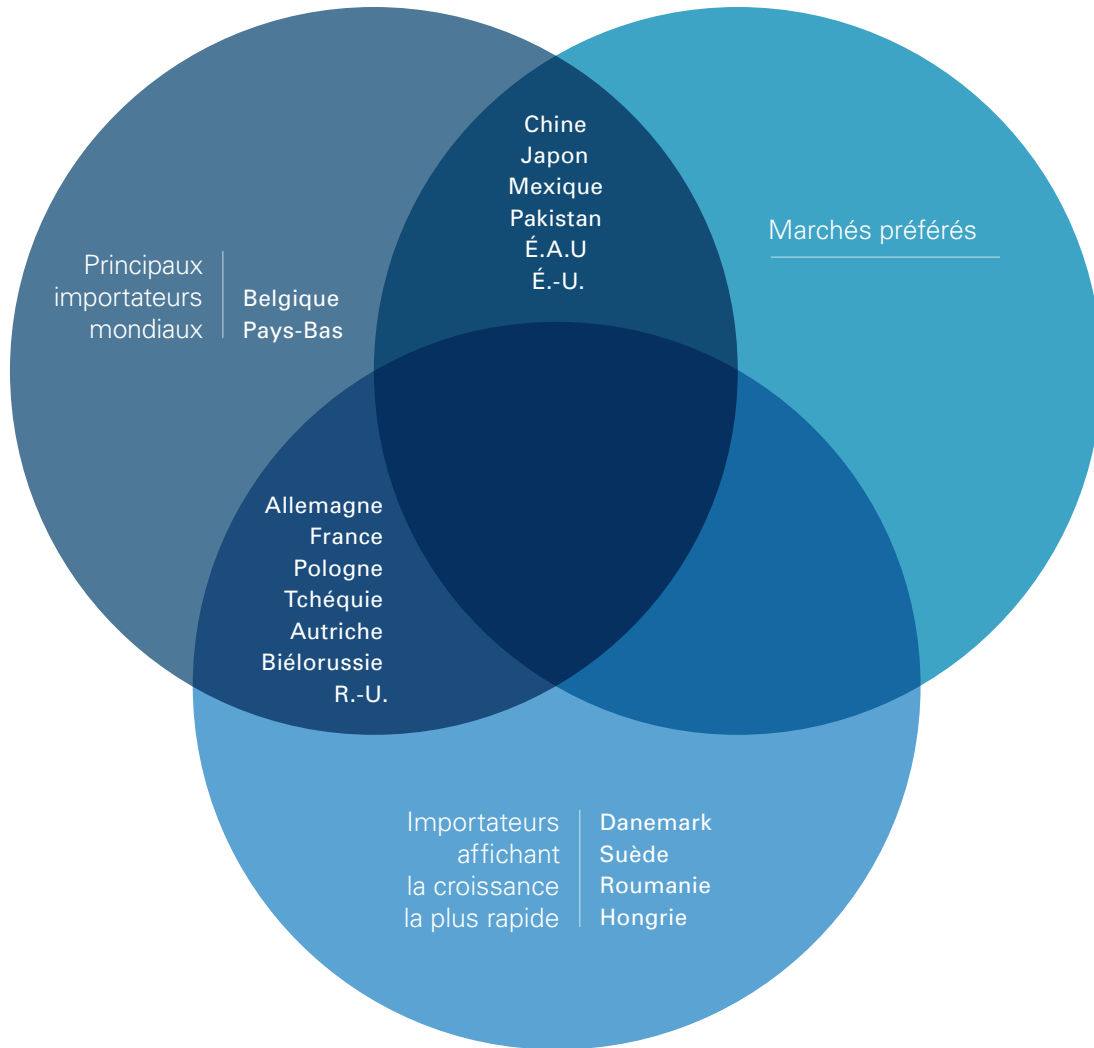 Chine
Japon
Mexique
Pakistan
É.A.U
É.-U.
Marchés préférés
Principaux
importateurs
mondiaux
Belgique
Pays-Bas
Allemagne
France
Pologne
Tchéquie
Autriche
Biélorussie
R.-U.
Importateurs
affichant
la croissance
la plus rapide
Danemark
Suède
Roumanie
Hongrie